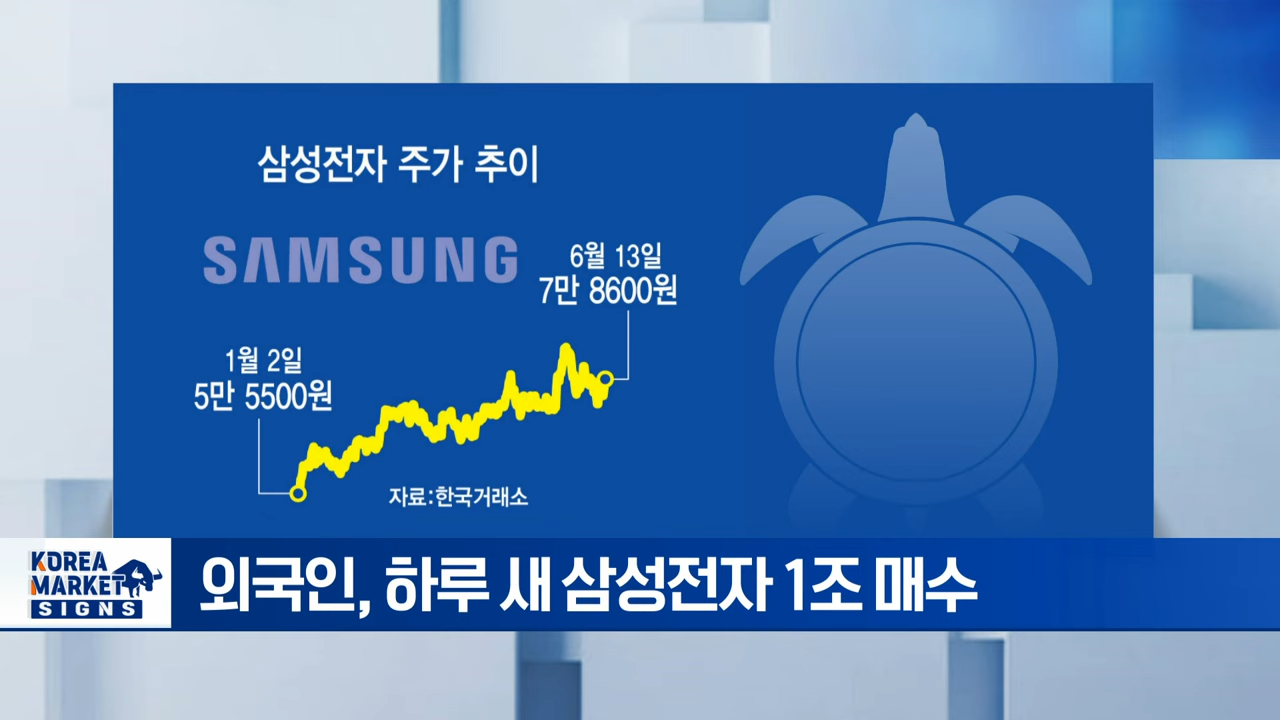 삼성전자 주가 추이
SAMSUNG
6월 13일
7만 8600원
1월 2일
5만 5500원
자료:한국거래소
KOREA
MARKET
SIGNS
외국인, 하루 새 삼성전자 1조 매수